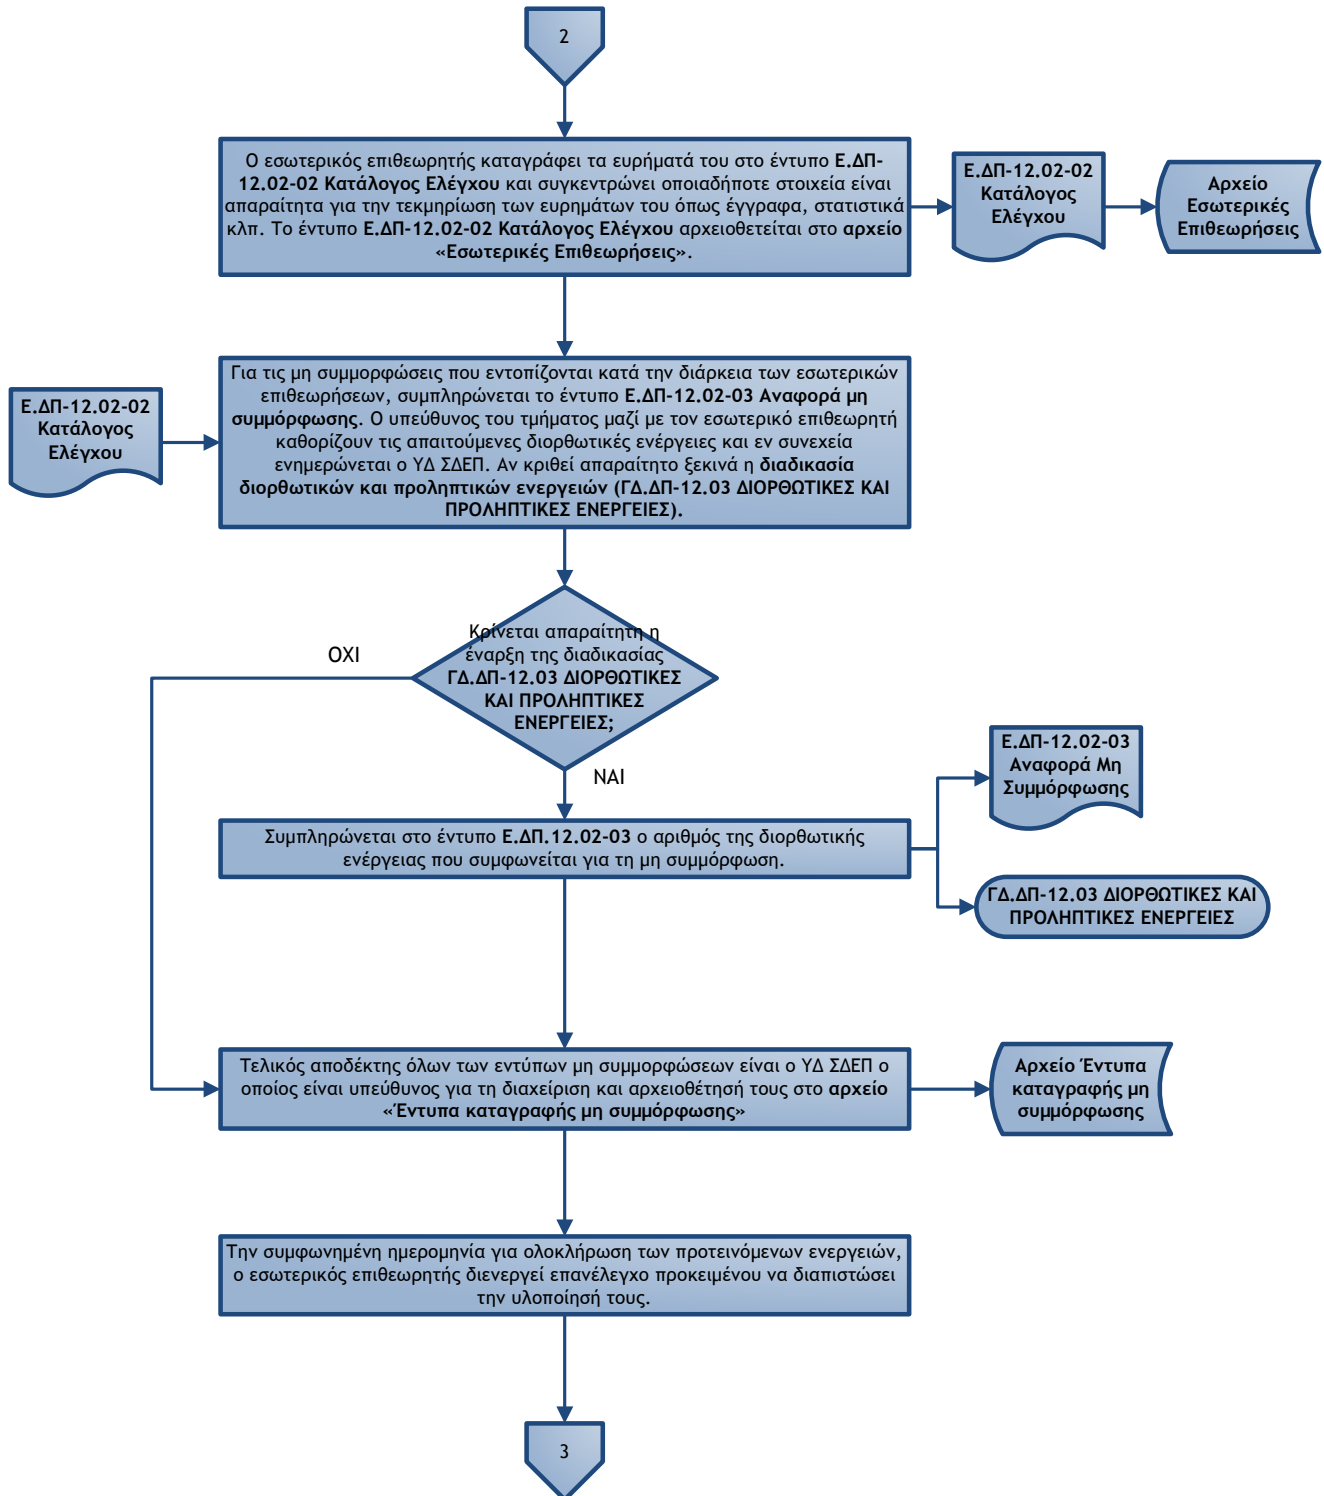 2
Ο εσωτερικός επιθεωρητής καταγράφει τα ευρήματά του στο έντυπο Ε.ΔΠ-
12.02-02 Κατάλογος Ελέγχου και συγκεντρώνει οποιαδήποτε στοιχεία είναι
απαραίτητα για την τεκμηρίωση των ευρημάτων του όπως έγγραφα, στατιστικά
κλπ. Το έντυπο Ε.ΔΠ-12.02-02 Κατάλογος Ελέγχου αρχειοθετείται στο αρχείο
«Εσωτερικές Επιθεωρήσεις».
Ε.ΔΠ-12.02-02
Κατάλογος
Ελέγχου
Αρχείο
Εσωτερικές
Επιθεωρήσεις
Ε.ΔΠ-12.02-02
Κατάλογος
Ελέγχου
Για τις μη συμμορφώσεις που εντοπίζονται κατά την διάρκεια των εσωτερικών
επιθεωρήσεων, συμπληρώνεται το έντυπο Ε.ΔΠ-12.02-03 Αναφορά μη
συμμόρφωσης. Ο υπεύθυνος του τμήματος μαζί με τον εσωτερικό επιθεωρητή
καθορίζουν τις απαιτούμενες διορθωτικές ενέργειες και εν συνεχεία
ενημερώνεται ο ΥΔ ΣΔΕΠ. Αν κριθεί απαραίτητο ξεκινά η διαδικασία
διορθωτικών και προληπτικών ενεργειών (ΓΔ.ΔΠ-12.03 ΔΙΟΡΘΩΤΙΚΕΣ ΚΑΙ
ΠΡΟΛΗΠΤΙΚΕΣ ΕΝΕΡΓΕΙΕΣ).
Κρίνεται απαραίτητη η
έναρξη της διαδικασίας
ΓΔ.ΔΠ-12.03 ΔΙΟΡΘΩΤΙΚΕΣ
ΚΑΙ ΠΡΟΛΗΠΤΙΚΕΣ
ΕΝΕΡΓΕΙΕΣ;
ΟΧΙ
ΝΑΙ
Συμπληρώνεται στο έντυπο Ε.ΔΠ.12.02-03 ο αριθμός της διορθωτικής
ενέργειας που συμφωνείται για τη μη συμμόρφωση.
Ε.ΔΠ-12.02-03
Αναφορά Μη
Συμμόρφωσης
ΓΔ.ΔΠ-12.03 ΔΙΟΡΘΩΤΙΚΕΣ ΚΑΙ
ΠΡΟΛΗΠΤΙΚΕΣ ΕΝΕΡΓΕΙΕΣ
Τελικός αποδέκτης όλων των εντύπων μη συμμορφώσεων είναι ο ΥΔ ΣΔΕΠ ο
οποίος είναι υπεύθυνος για τη διαχείριση και αρχειοθέτησή τους στο αρχείο
«Έντυπα καταγραφής μη συμμόρφωσης»
Αρχείο Έντυπα
καταγραφής μη
συμμόρφωσης
Την συμφωνημένη ημερομηνία για ολοκλήρωση των προτεινόμενων ενεργειών,
ο εσωτερικός επιθεωρητής διενεργεί επανέλεγχο προκειμένου να διαπιστώσει
την υλοποίησή τους.
3